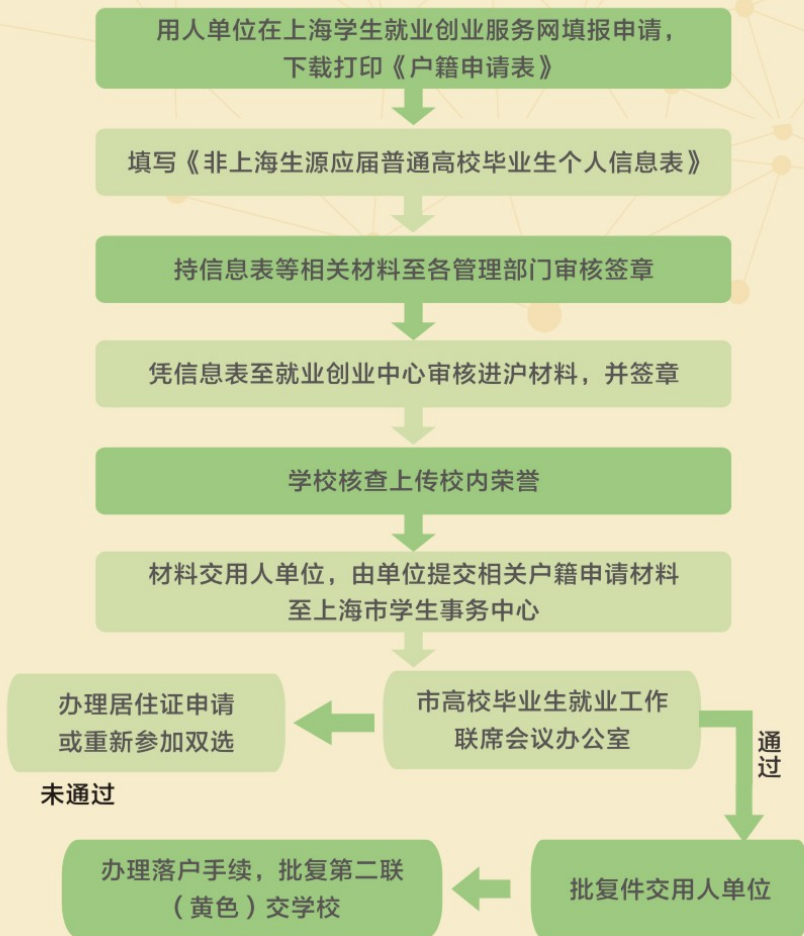 用人单位在上海学生就业创业服务网填报申请，
下载打印《户籍申请表》
填写《非上海生源应届普通高校毕业生个人信息表》
持信息表等相关材料至各管理部门审核签章
凭信息表至就业创业中心审核进沪材料，并签章
学校核查上传校内荣誉
材料交用人单位，由单位提交相关户籍申请材料
至上海市学生事务中心
办理居住证申请
或重新参加双选
未通过
市高校毕业生就业工作
联席会议办公室
通过
办理落户手续，批复第二联
（黄色）交学校
批复件交用人单位